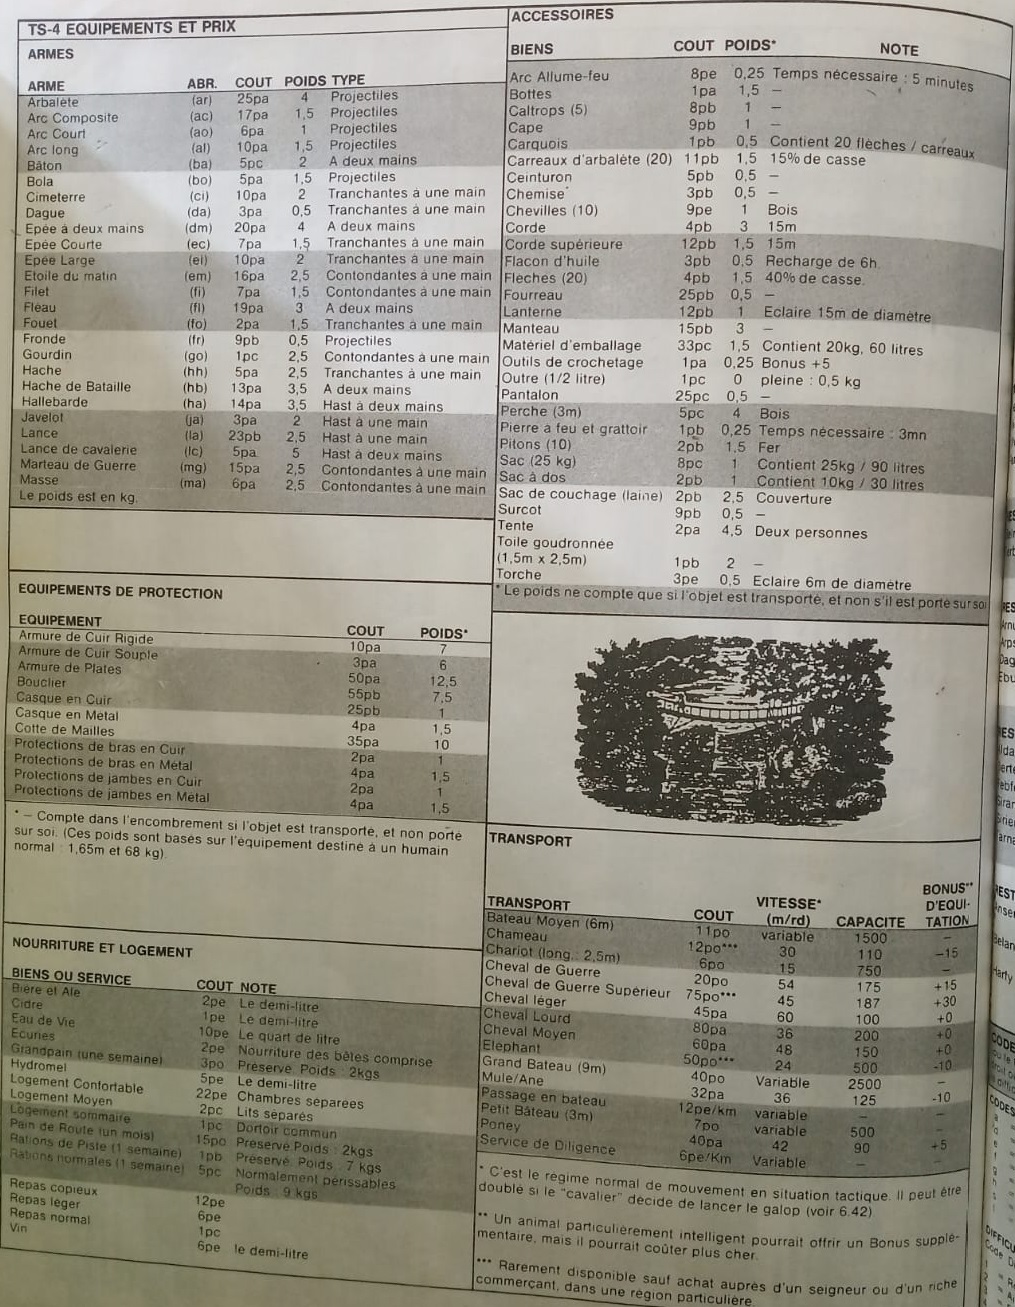 TS-4 EQUIPEMENTS ET PRIX
ARMES
ARME ABR. COUT POIDS TYPE
Arbalète (ar) 25pa 4 Projectiles
Arc Composite (ac) 17pa 1,5 Projectiles
Arc Court (ao) 6pa 1 Projectiles
Arc long (al) 10pa 1,5 Projectiles
Bâton (ba) 5pc 2 A deux mains
Bola (bo) 5pa 1,5 Projectiles
Cimeterre (ci) 10pa 2 Tranchantes à une main
Dague (da) 3pa 0,5 Tranchantes à une main
Epée à deux mains (dm) 20pa 4 A deux mains
Epée Courte (ec) 7pa 1,5 Tranchantes à une main
Epée Large (el) 10pa 2 Tranchantes à une main
Etoile du matin (em) 16pa 2,5 Contondantes à une main
Filet (fi) 7pa 1,5 Contondantes à une main
Fleau (fl) 19pa 3 A deux mains
Fouet (fo) 2pa 1,5 Tranchantes à une main
Fronde (fr) 9pb 0,5 Projectiles
Gourdin (go) 1pc 2,5 Contondantes à une main
Hache (hh) 5pa 2,5 Tranchantes à une main
Hache de Bataille (hb) 13pa 3,5 A deux mains
Hallebarde (ha) 14pa 3,5 Hast à deux mains
Javelot (ja) 3pa 2 Hast à une main
Lance (la) 23pb 2,5 Hast à une main
Lance de cavalerie (lc) 5pa 5 Hast à deux mains
Marteau de Guerre (mg) 15pa 2,5 Contondantes à une main
Masse (ma) 6pa 2,5 Contondantes à une main
Le poids est en kg.
EQUIPEMENTS DE PROTECTION
EQUIPEMENT COUT POIDS*
Armure de Cuir Rigide 10pa 7
Armure de Cuir Souple 3pa 6
Armure de Plates 50pa 12,5
Bouclier 55pb 7,5
Casque en Cuir 25pb 1
Casque en Métal 4pa 1,5
Cotte de Mailles 35pa 10
Protections de bras en Cuir 2pa 1
Protections de bras en Métal 4pa 1,5
Protections de jambes en Cuir 2pa 1
Protections de jambes en Métal 4pa 1,5
* – Compte dans l'encombrement si l'objet est transporté, et non porté
sur soi. (Ces poids sont basés sur l'équipement destiné à un humain
normal : 1,65m et 68 kg).
NOURRITURE ET LOGEMENT
BIENS OU SERVICE COUT NOTE
Bière et Ale 2pe Le demi-litre
Cidre 1pe Le demi-litre
Eau de Vie 10pe Le quart de litre
Ecuries 2pe Nourriture des bêtes comprise
Grandpain (une semaine) 3po Préservé Poids : 2kgs
Hydromel 5pe Le demi-litre
Logement Confortable 22pe Chambres séparées
Logement Moyen 2pc Lits séparés
Logement sommaire 1pc Dortoir commun
Pain de Route (un mois) 15po Préservé Poids : 2kgs
Rations de Piste (1 semaine) 1pb Préservé. Poids : 7 kgs
Rations normales (1 semaine) 5pc Normalement périssables
Poids : 9 kgs
Repas copieux 12pe
Repas léger 6pe
Repas normal 1pc
Vin 6pe le demi-litre
ACCESSOIRES
BIENS COUT POIDS* NOTE
Arc Allume-feu 8pe 0,25 Temps nécessaire : 5 minutes
Bottes 1pa 1,5 –
Caltrops (5) 8pb 1 –
Cape 9pb 1 –
Carquois 1pb 0,5 Contient 20 flèches / carreaux
Carreaux d'arbalète (20) 11pb 1,5 15% de casse
Ceinturon 5pb 0,5 –
Chemise 3pb 0,5 –
Chevilles (10) 9pe 1 Bois
Corde 4pb 3 15m
Corde supérieure 12pb 1,5 15m
Flacon d'huile 3pb 0,5 Recharge de 6h.
Flèches (20) 4pb 1,5 40% de casse.
Fourreau 25pb 0,5 –
Lanterne 12pb 1 Eclaire 15m de diamètre
Manteau 15pb 3 –
Matériel d'emballage 33pc 1,5 Contient 20kg, 60 litres
Outils de crochetage 1pa 0,25 Bonus +5
Outre (1/2 litre) 1pc 0 pleine : 0,5 kg
Pantalon 25pc 0,5 –
Perche (3m) 5pc 4 Bois
Pierre à feu et grattoir 1pb 0,25 Temps nécessaire : 3mn
Pitons (10) 2pb 1,5 Fer
Sac (25 kg) 8pc 1 Contient 25kg / 90 litres
Sac à dos 2pb 1 Contient 10kg / 30 litres
Sac de couchage (laine) 2pb 2,5 Couverture
Surcot 9pb 0,5 –
Tente 2pa 4,5 Deux personnes
Toile goudronnée
(1,5m x 2,5m) 1pb 2 –
Torche 3pe 0,5 Eclaire 6m de diamètre
* Le poids ne compte que si l'objet est transporté, et non s'il est porté sur soi
TRANSPORT
TRANSPORT COUT VITESSE* (m/rd) CAPACITE BONUS** D'EQUI-TATION
Bateau Moyen (6m) 11po variable 1500 –
Chameau 12po*** 30 110 –15
Chariot (long.: 2,5m) 6po 15 750 –
Cheval de Guerre 20po 54 175 +15
Cheval de Guerre Supérieur 75po*** 45 187 +30
Cheval léger 45pa 60 100 +0
Cheval Lourd 80pa 36 200 +0
Cheval Moyen 60pa 48 150 +0
Eléphant 50po*** 24 500 -10
Grand Bateau (9m) 40po Variable 2500 –
Mule/Ane 32pa 36 125 -10
Passage en bateau 12pe/km variable – –
Petit Bâteau (3m) 7po variable 500 –
Poney 40pa 42 90 +5
Service de Diligence 6pe/Km Variable –
* C'est le régime normal de mouvement en situation tactique. Il peut être
doublé si le "cavalier" décide de lancer le galop (voir 6.42).
** Un animal particulièrement intelligent pourrait offrir un Bonus supplé-
mentaire, mais il pourrait coûter plus cher.
*** Rarement disponible sauf achat auprès d'un seigneur ou d'un riche
commerçant, dans une région particulière